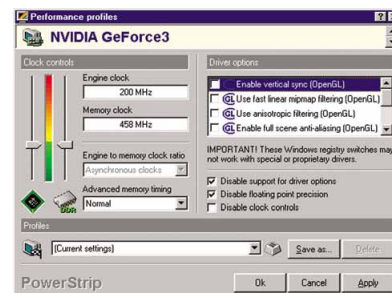 Performance profiles
NVIDIA GeForce3
Clock controls
Engine clock
200 MHz
Memory clock
458 MHz
Engine to memory clock ratio
Asynchronous clocks
Advanced memory timing
Normal
DDR
Driver options
Enable vertical sync (OpenGL)
GL Use fast linear mipmap filtering (OpenGL)
GL Use anisotropic filtering (OpenGL)
GL Enable full scene anti-aliasing (OpenGL)
IMPORTANT! These Windows registry switches may
not work with special or proprietary drivers.
Disable support for driver options
Disable floating point precision
Disable clock controls
Profiles
(Current settings)
Save as...
Delete
PowerStrip
Ok
Cancel
Apply